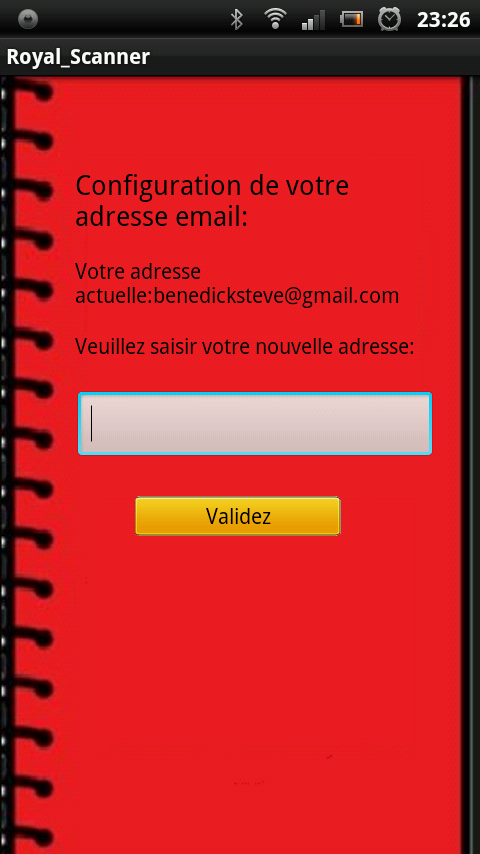 23:26
Royal_Scanner
Configuration de votre
adresse email:
Votre adresse
actuelle:benedicksteve@gmail.com
Veuillez saisir votre nouvelle adresse:
Validez